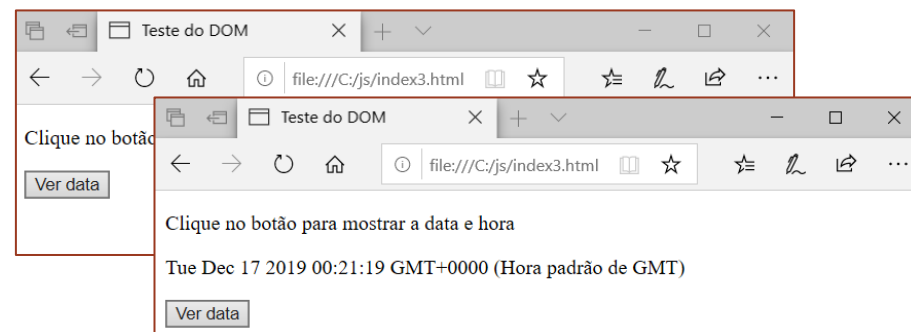 Teste do DOM
file:///C:/js/index3.html
Clique no botão
Ver data
Teste do DOM
file:///C:/js/index3.html
Clique no botão para mostrar a data e hora
Tue Dec 17 2019 00:21:19 GMT+0000 (Hora padrão de GMT)
Ver data